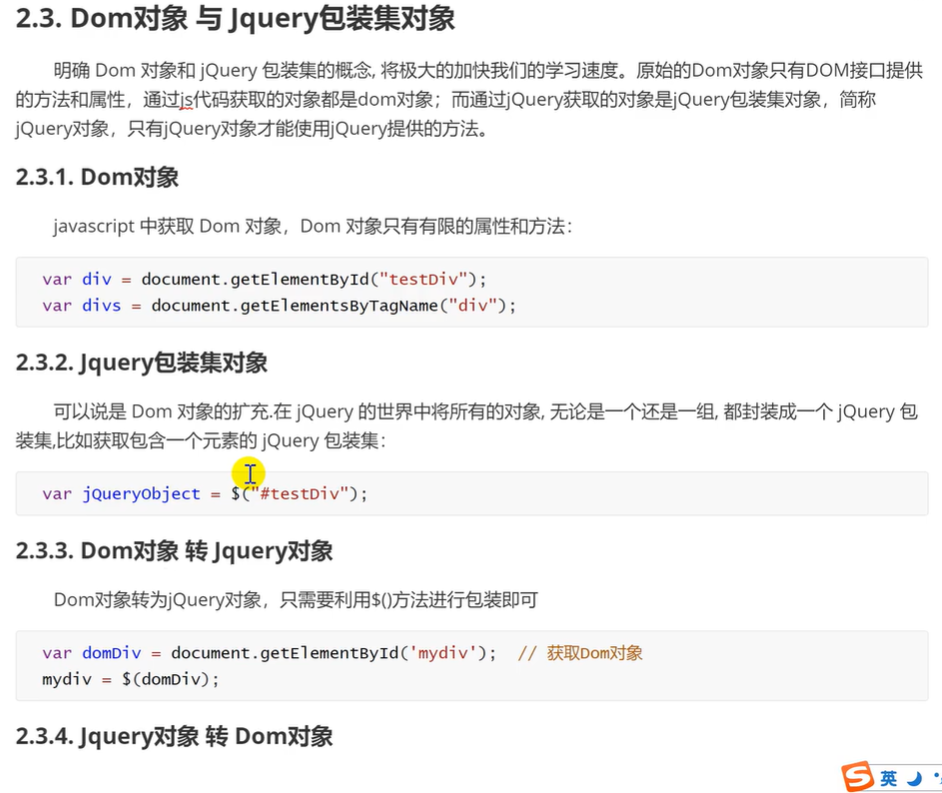 2.3. Dom对象 与 Jquery包装集对象
明确 Dom 对象和 jQuery 包装集的概念, 将极大的加快我们的学习速度。原始的Dom对象只有DOM接口提供
的方法和属性，通过js代码获取的对象都是dom对象；而通过jQuery获取的对象是jQuery包装集对象，简称
jQuery对象，只有jQuery对象才能使用jQuery提供的方法。
2.3.1. Dom对象
javascript 中获取 Dom 对象，Dom 对象只有有限的属性和方法：
var div = document.getElementById("testDiv");
var divs = document.getElementsByTagName("div");
2.3.2. Jquery包装集对象
可以说是 Dom 对象的扩充.在 jQuery 的世界中将所有的对象, 无论是一个还是一组, 都封装成一个 jQuery 包
装集,比如获取包含一个元素的 jQuery 包装集：
var jQueryObject = $("#testDiv");
2.3.3. Dom对象 转 Jquery对象
Dom对象转为jQuery对象，只需要利用$()方法进行包装即可
var domDiv = document.getElementById('mydiv'); // 获取Dom对象
mydiv = $(domDiv);
2.3.4. Jquery对象 转 Dom对象
S 英